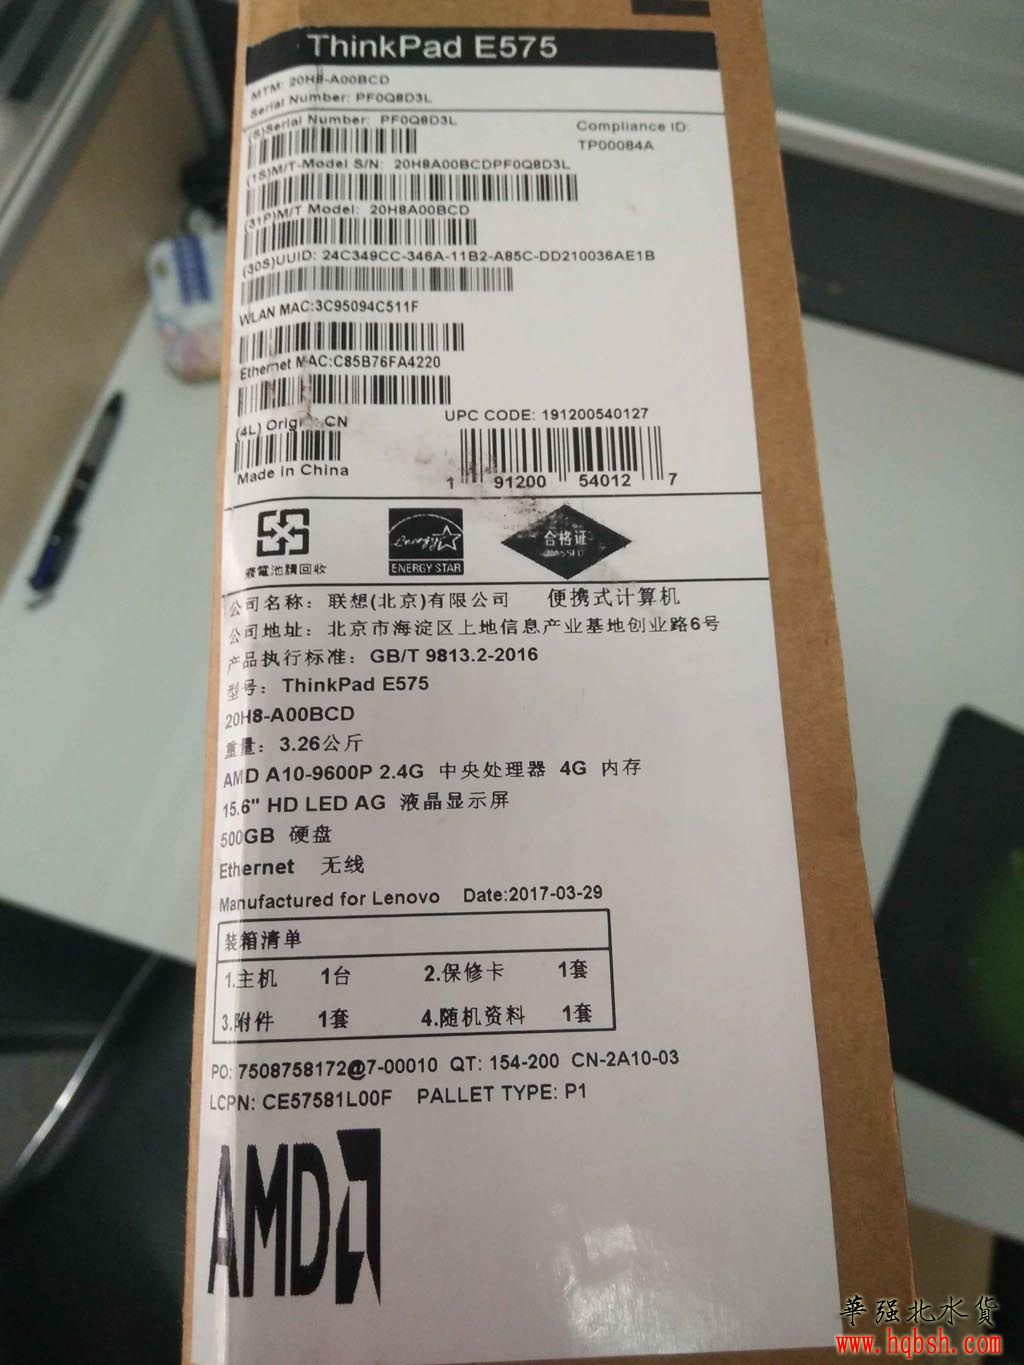 ThinkPad E575
MTM: 20H8-A00BCD
Serial Number: PF0Q8D3L
(S)Serial Number: PF0Q8D3L
Compliance ID:
TP00084A
(1S)M/T-Model S/N: 20H8A00BCDPF0Q8D3L
(31P)M/T Model: 20H8A00BCD
(30S)UUID: 24C349CC-346A-11B2-A85C-DD210036AE1B
WLAN MAC:3C95094C511F
Ethernet MAC:C85B76FA4220
(4L) Origin: CN
UPC CODE: 191200540127
Made in China
1 91200 54012 7
廢電池請回收
energy
ENERGY STAR
合格证
PASSED
公司名称: 联想(北京)有限公司 便携式计算机
公司地址: 北京市海淀区上地信息产业基地创业路6号
产品执行标准: GB/T 9813.2-2016
型号: ThinkPad E575
20H8-A00BCD
重量: 3.26公斤
AMD A10-9600P 2.4G 中央处理器 4G 内存
15.6" HD LED AG 液晶显示屏
500GB 硬盘
Ethernet 无线
Manufactured for Lenovo Date:2017-03-29
装箱清单
1.主机 1台 2.保修卡 1套
3.附件 1套 4.随机资料 1套
PO: 7508758172@7-00010 QT: 154-200 CN-2A10-03
LCPN: CE57581L00F PALLET TYPE: P1
AMD
華强北水貨
www.hqbsh.com